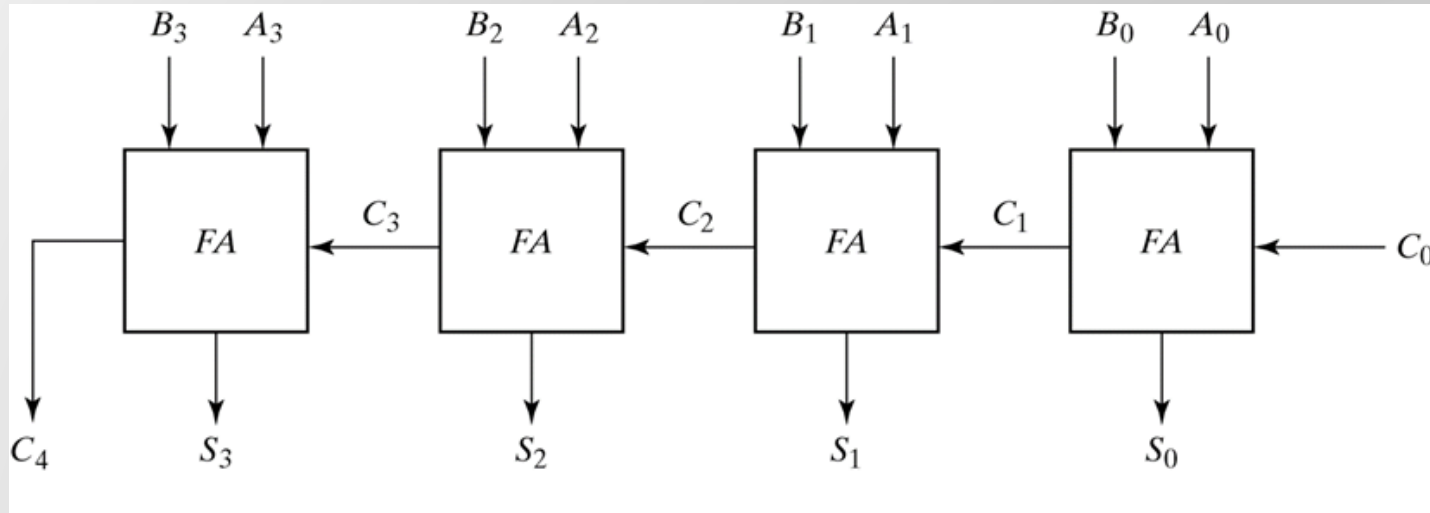 B₃ A₃ B₂ A₂ B₁ A₁ B₀ A₀
FA C₃ FA C₂ FA C₁ FA C₀
C₄ S₃ S₂ S₁ S₀